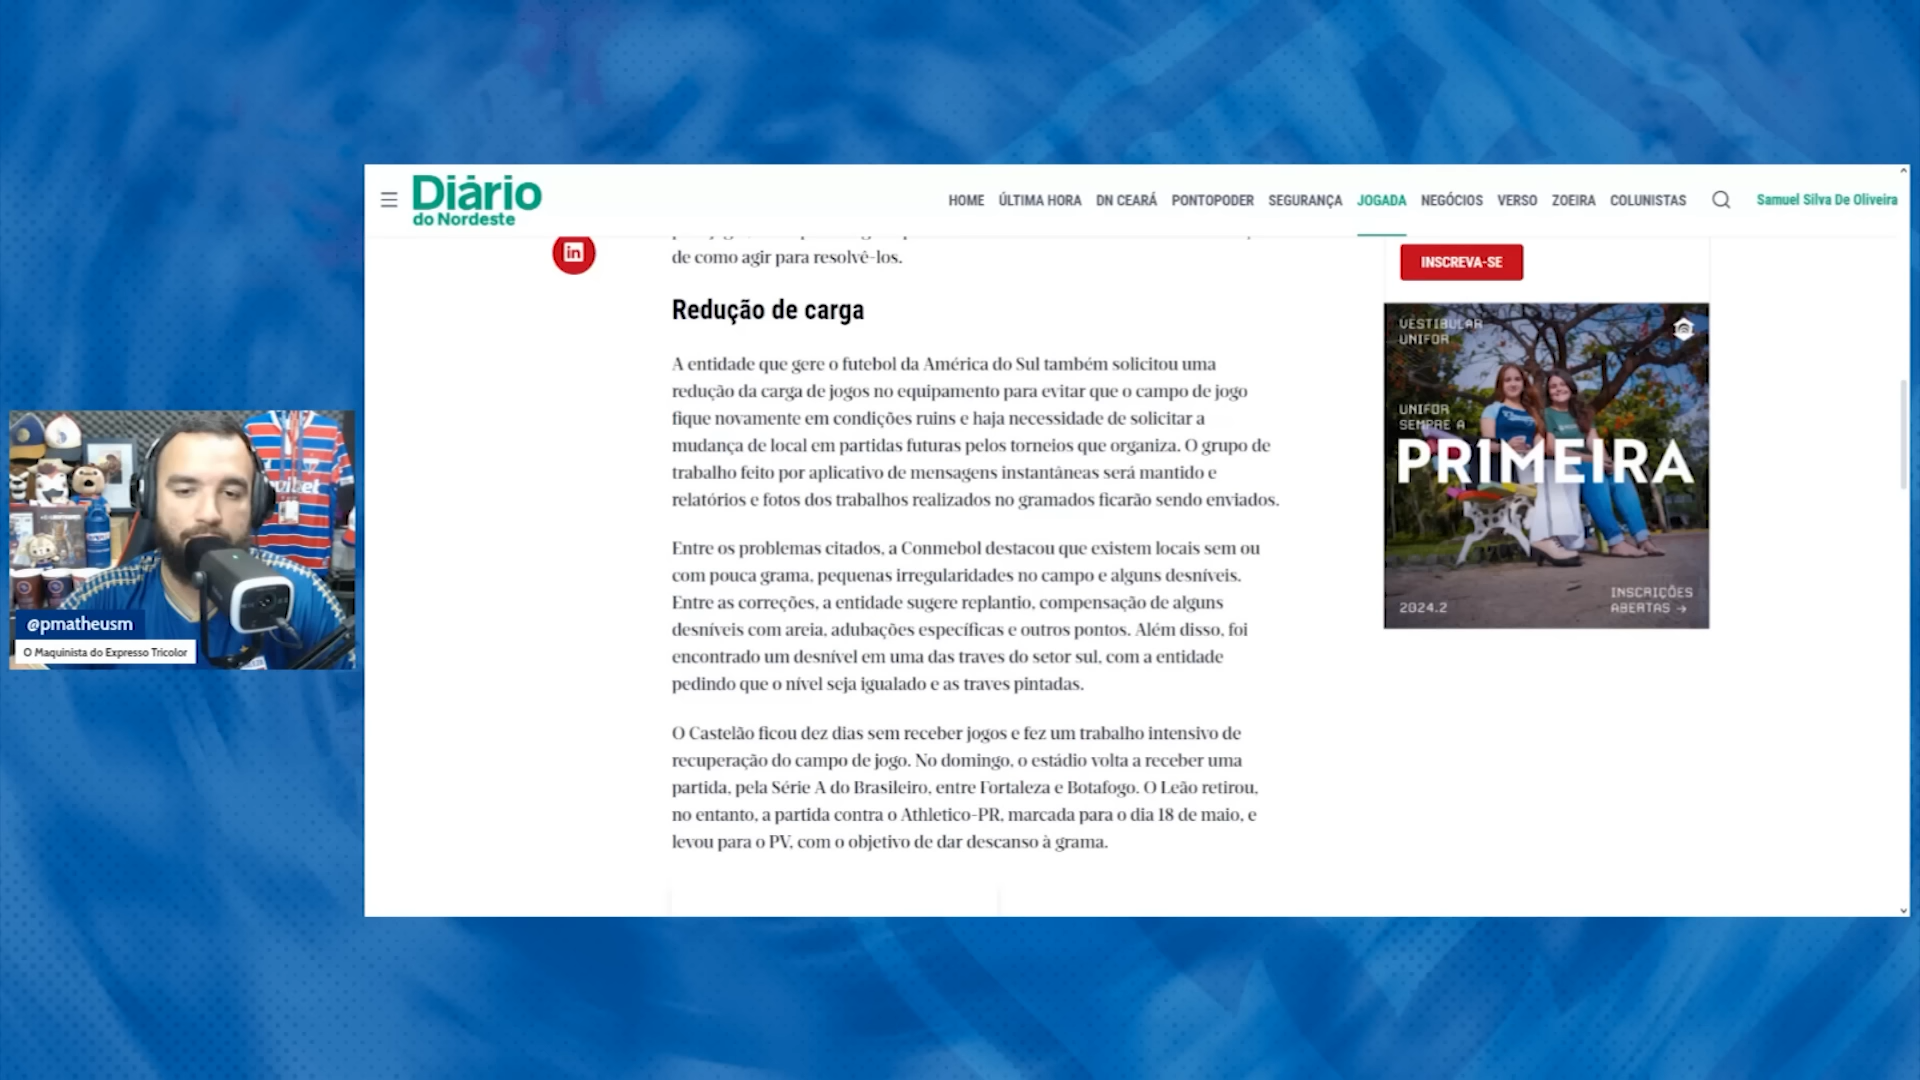 Diário
do Nordeste
HOME ÚLTIMA HORA DN CEARÁ PONTOPODER SEGURANÇA JOGADA NEGÓCIOS VERSO ZOEIRA COLUNISTAS
Samuel Silva De Oliveira
in
de como agir para resolvê-los.
Redução de carga
A entidade que gere o futebol da América do Sul também solicitou uma
redução da carga de jogos no equipamento para evitar que o campo de jogo
fique novamente em condições ruins e haja necessidade de solicitar a
mudança de local em partidas futuras pelos torneios que organiza. O grupo de
trabalho feito por aplicativo de mensagens instantâneas será mantido e
relatórios e fotos dos trabalhos realizados no gramados ficarão sendo enviados.
Entre os problemas citados, a Conmebol destacou que existem locais sem ou
com pouca grama, pequenas irregularidades no campo e alguns desníveis.
Entre as correções, a entidade sugere replantio, compensação de alguns
desníveis com areia, adubações específicas e outros pontos. Além disso, foi
encontrado um desnível em uma das traves do setor sul, com a entidade
pedindo que o nível seja igualado e as traves pintadas.
O Castelão ficou dez dias sem receber jogos e fez um trabalho intensivo de
recuperação do campo de jogo. No domingo, o estádio volta a receber uma
partida, pela Série A do Brasileiro, entre Fortaleza e Botafogo. O Leão retirou,
no entanto, a partida contra o Athletico-PR, marcada para o dia 18 de maio, e
levou para o PV, com o objetivo de dar descanso à grama.
INSCREVA-SE
VESTIBULAR
UNIFOR
UNIFOR
SEMPRE A
PR1MEIRA
INSCRIÇÕES
ABERTAS →
2024.2
@pmatheusm
O Maquinista do Expresso Tricolor